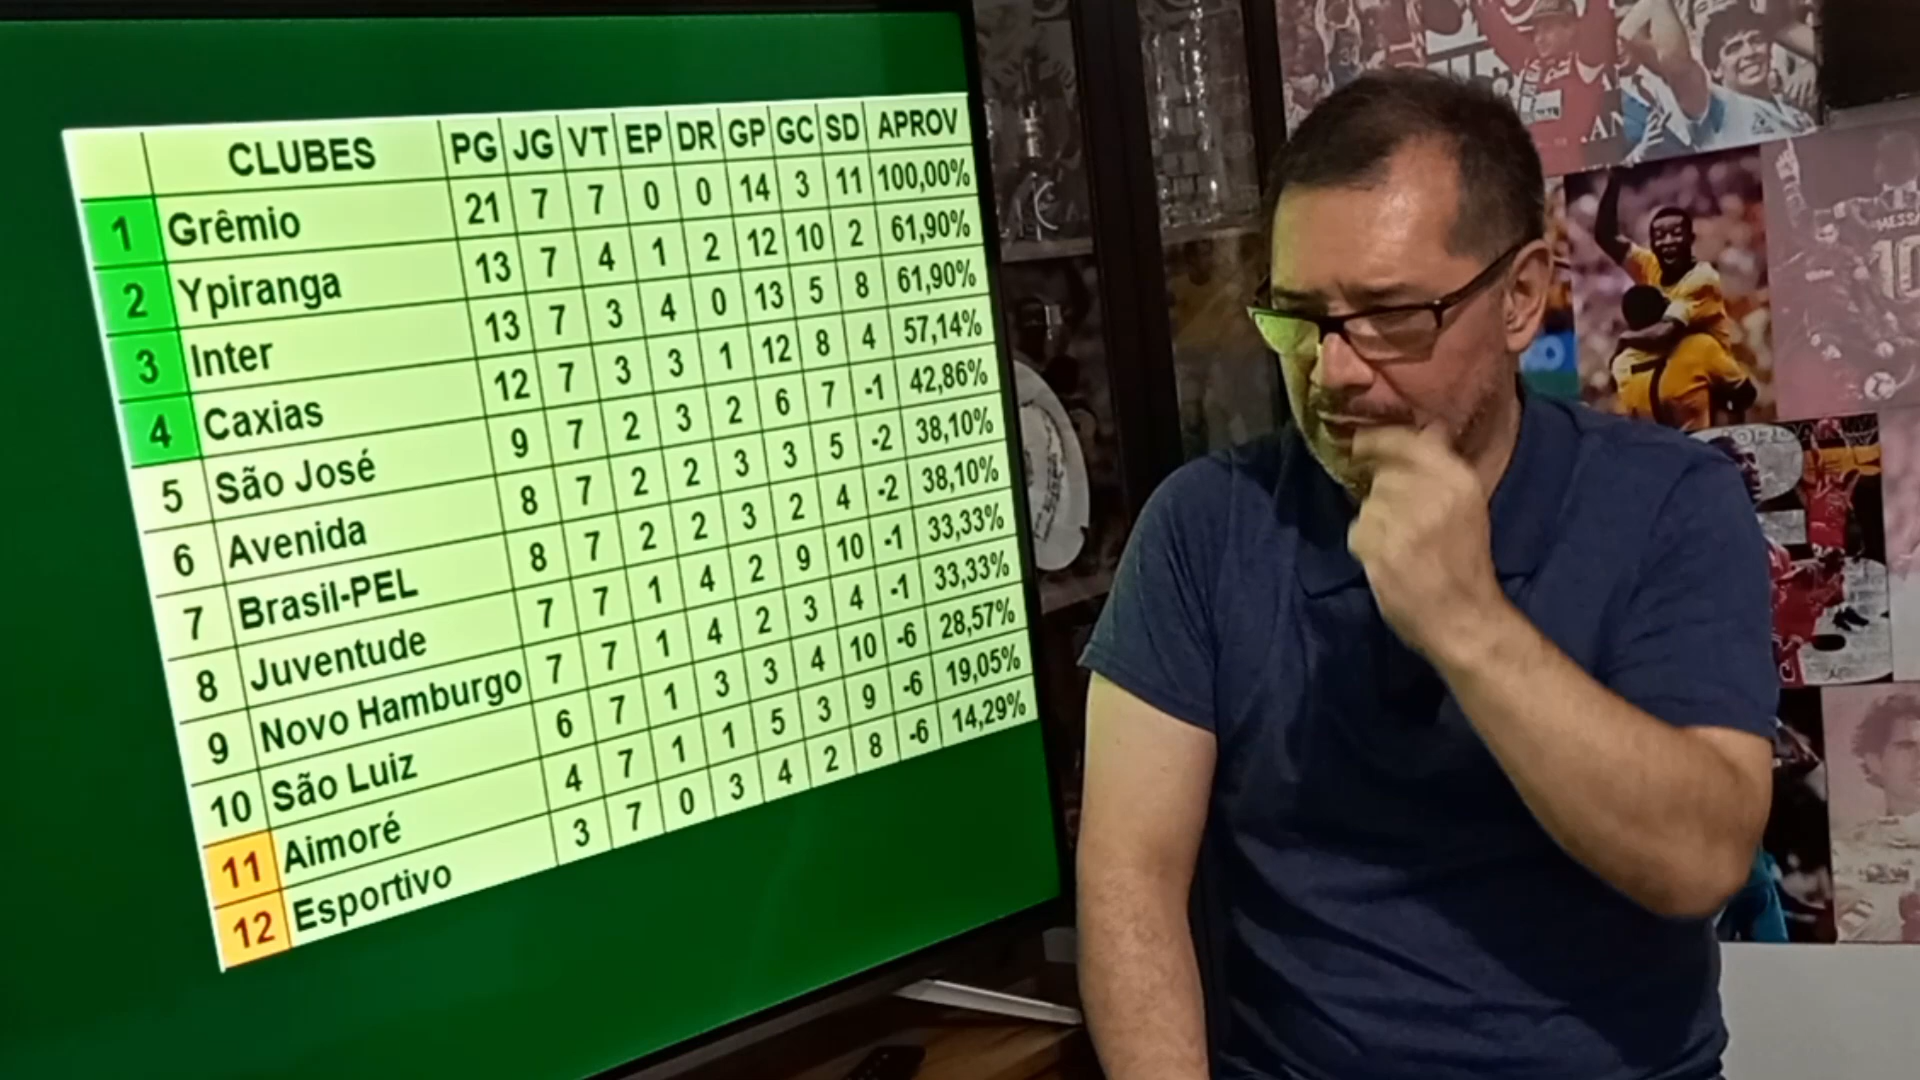 CLUBES PG JG VT EP DR GP GC SD APROV
1 Grêmio 21 7 7 0 0 14 3 11 100,00%
2 Ypiranga 13 7 4 1 2 12 10 2 61,90%
3 Inter 13 7 3 4 0 13 5 8 61,90%
4 Caxias 12 7 3 3 1 12 8 4 57,14%
5 São José 9 7 2 3 2 6 7 -1 42,86%
6 Avenida 8 7 2 2 3 3 5 -2 38,10%
7 Brasil-PEL 8 7 2 2 3 2 4 -2 38,10%
8 Juventude 7 7 1 4 2 9 10 -1 33,33%
9 Novo Hamburgo 7 7 1 4 2 3 4 -1 33,33%
10 São Luiz 6 7 1 3 3 4 10 -6 28,57%
11 Aimoré 4 7 1 1 5 3 9 -6 19,05%
12 Esportivo 3 7 0 3 4 2 8 -6 14,29%
MESSI
10
7